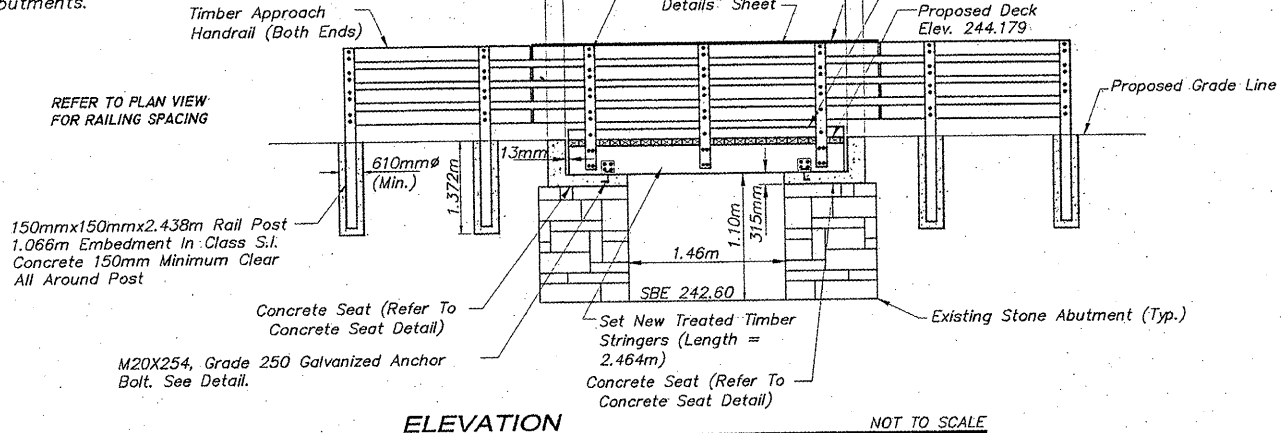 butments.
Timber Approach
Handrail (Both Ends)
Details Sheet
Proposed Deck
Elev. 244.179
REFER TO PLAN VIEW
FOR RAILING SPACING
Proposed Grade Line
610mmø
(Min.)
1.372m
13mm
150mmx150mmx2.438m Rail Post
1.066m Embedment In Class S.I.
Concrete 150mm Minimum Clear
All Around Post
1.10m
315mm
1.46m
SBE 242.60
Concrete Seat (Refer To
Concrete Seat Detail)
Set New Treated Timber
Stringers (Length =
2.464m)
Existing Stone Abutment (Typ.)
M20X254, Grade 250 Galvanized Anchor
Bolt. See Detail.
Concrete Seat (Refer To
Concrete Seat Detail)
ELEVATION
NOT TO SCALE